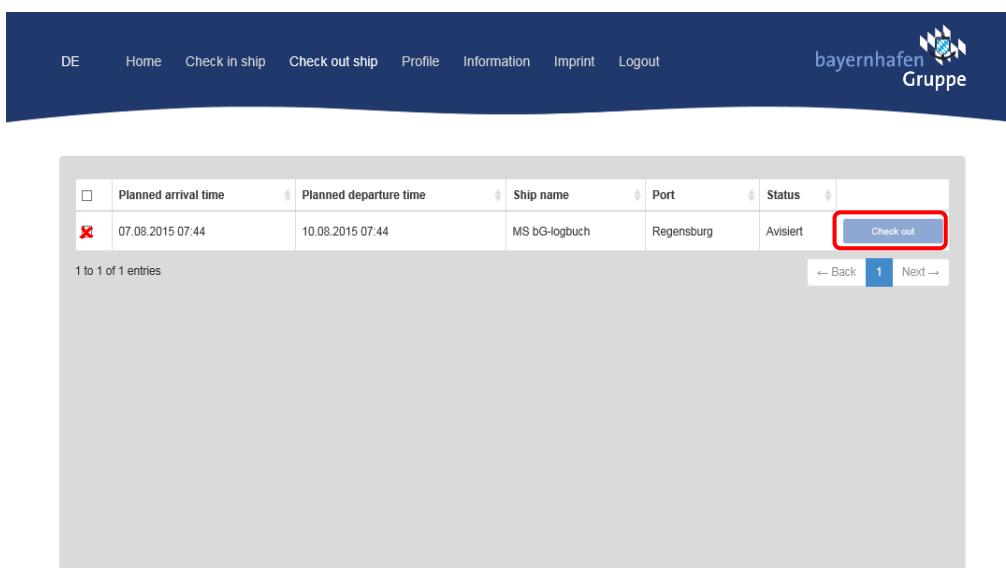 DE Home Check in ship Check out ship Profile Information Imprint Logout
bayernhafen
Gruppe
Planned arrival time Planned departure time Ship name Port Status
07.08.2015 07:44 10.08.2015 07:44 MS bG-logbuch Regensburg Avisiert Check out
1 to 1 of 1 entries
← Back 1 Next →